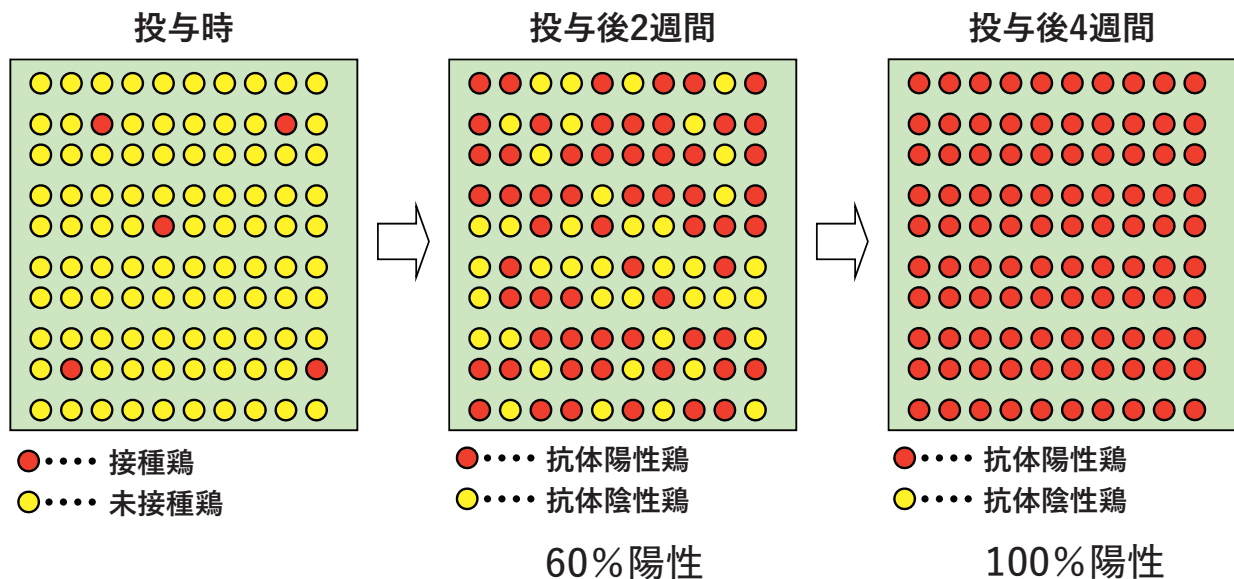 投与時
投与後2週間
投与後4週間
・・・・ 接種鶏
・・・・ 未接種鶏
・・・・ 抗体陽性鶏
・・・・ 抗体陰性鶏
60%陽性
・・・・ 抗体陽性鶏
・・・・ 抗体陰性鶏
100%陽性